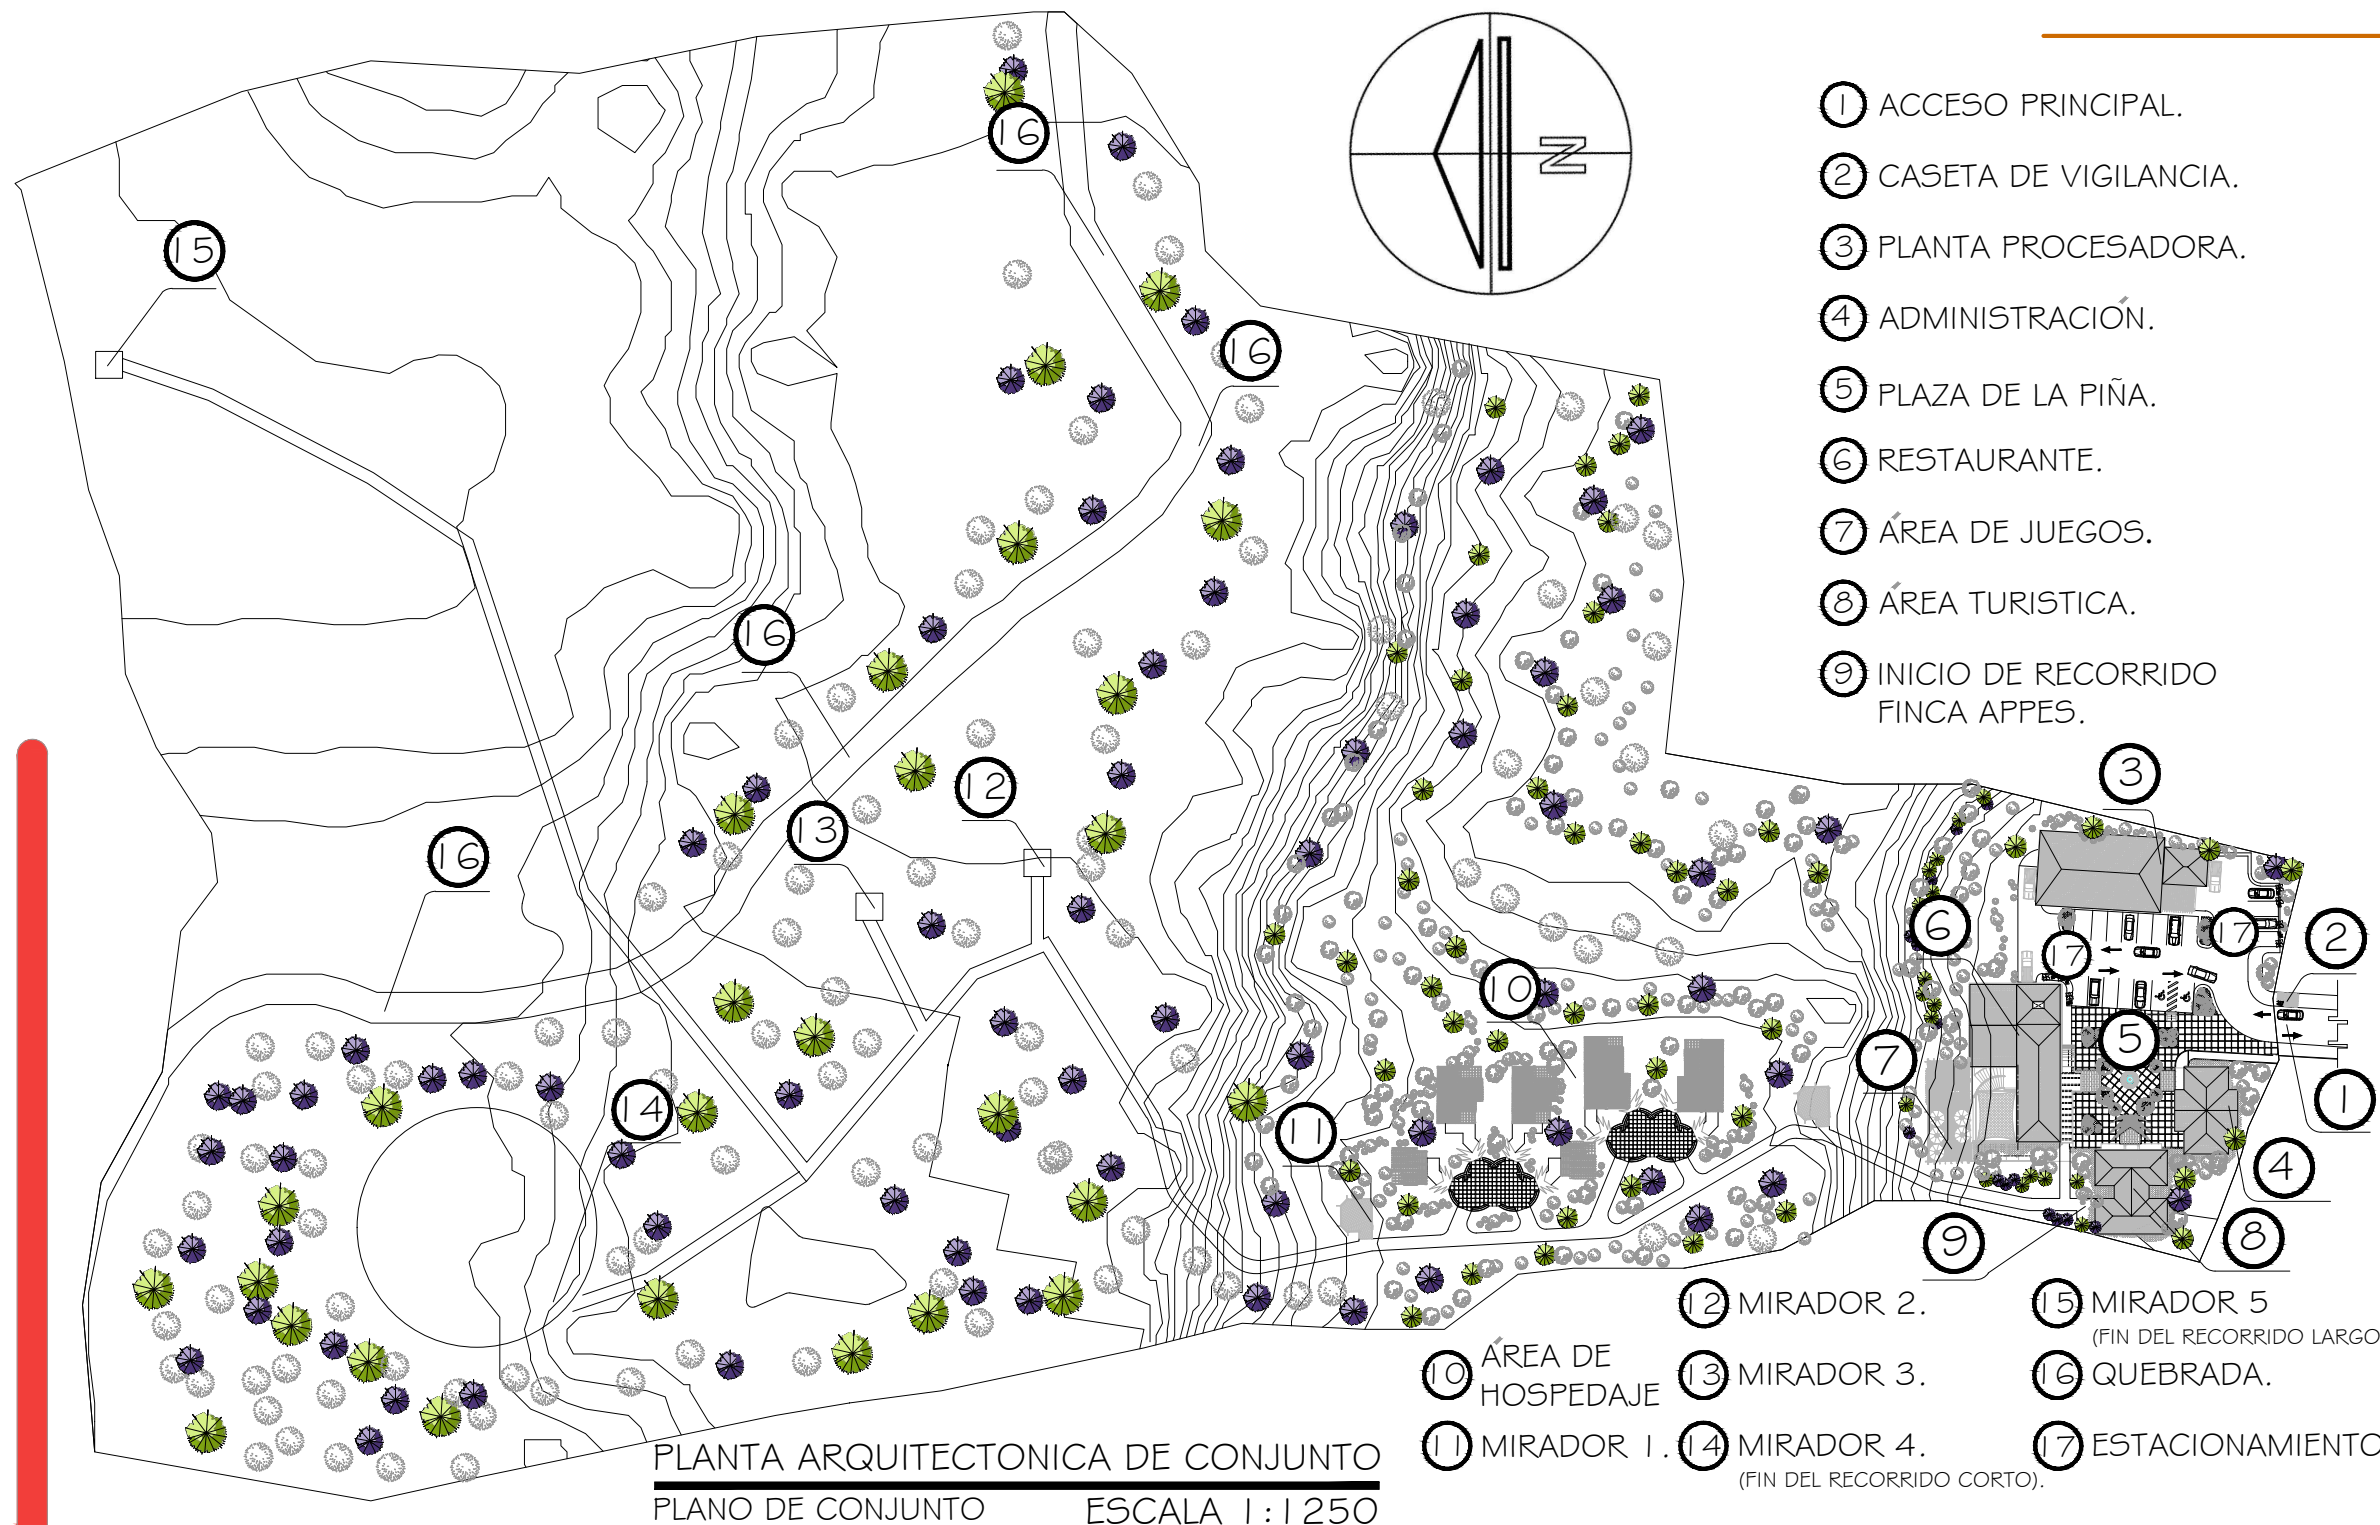 N
1 ACCESO PRINCIPAL.
2 CASETA DE VIGILANCIA.
3 PLANTA PROCESADORA.
4 ADMINISTRACIÓN.
5 PLAZA DE LA PIÑA.
6 RESTAURANTE.
7 ÁREA DE JUEGOS.
8 ÁREA TURISTICA.
9 INICIO DE RECORRIDO
FINCA APPES.
16
15
16
16
3
12
13
16
6
17
17
2
10
5
7
14
11
1
4
9
8
10 ÁREA DE
HOSPEDAJE
11 MIRADOR 1.
12 MIRADOR 2.
13 MIRADOR 3.
14 MIRADOR 4.
(FIN DEL RECORRIDO CORTO).
15 MIRADOR 5
(FIN DEL RECORRIDO LARGO
16 QUEBRADA.
17 ESTACIONAMIENTO
PLANTA ARQUITECTONICA DE CONJUNTO
PLANO DE CONJUNTO ESCALA 1:1250